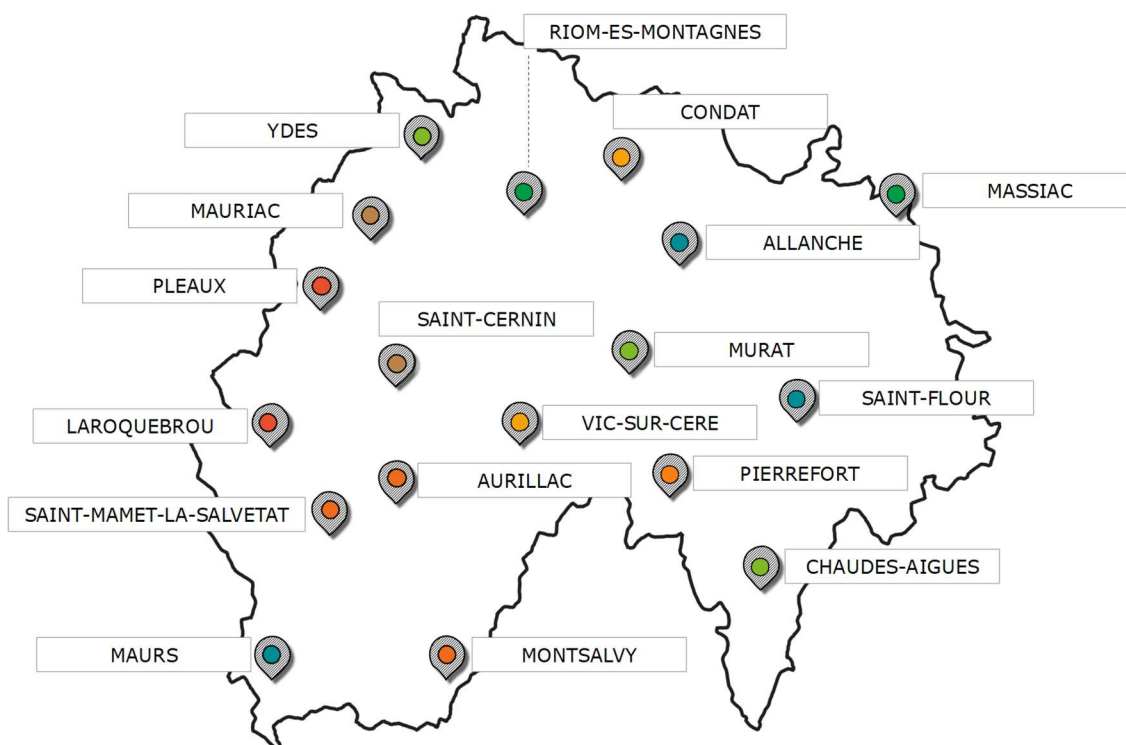 RIOM-ES-MONTAGNES
CONDAT
YDES
MASSIAC
MAURIAC
ALLANCHE
PLEAUX
SAINT-CERNIN
MURAT
SAINT-FLOUR
LAROQUEBROU
VIC-SUR-CERE
PIERREFORT
AURILLAC
SAINT-MAMET-LA-SALVETAT
CHAUDES-AIGUES
MAURS
MONTSALVY